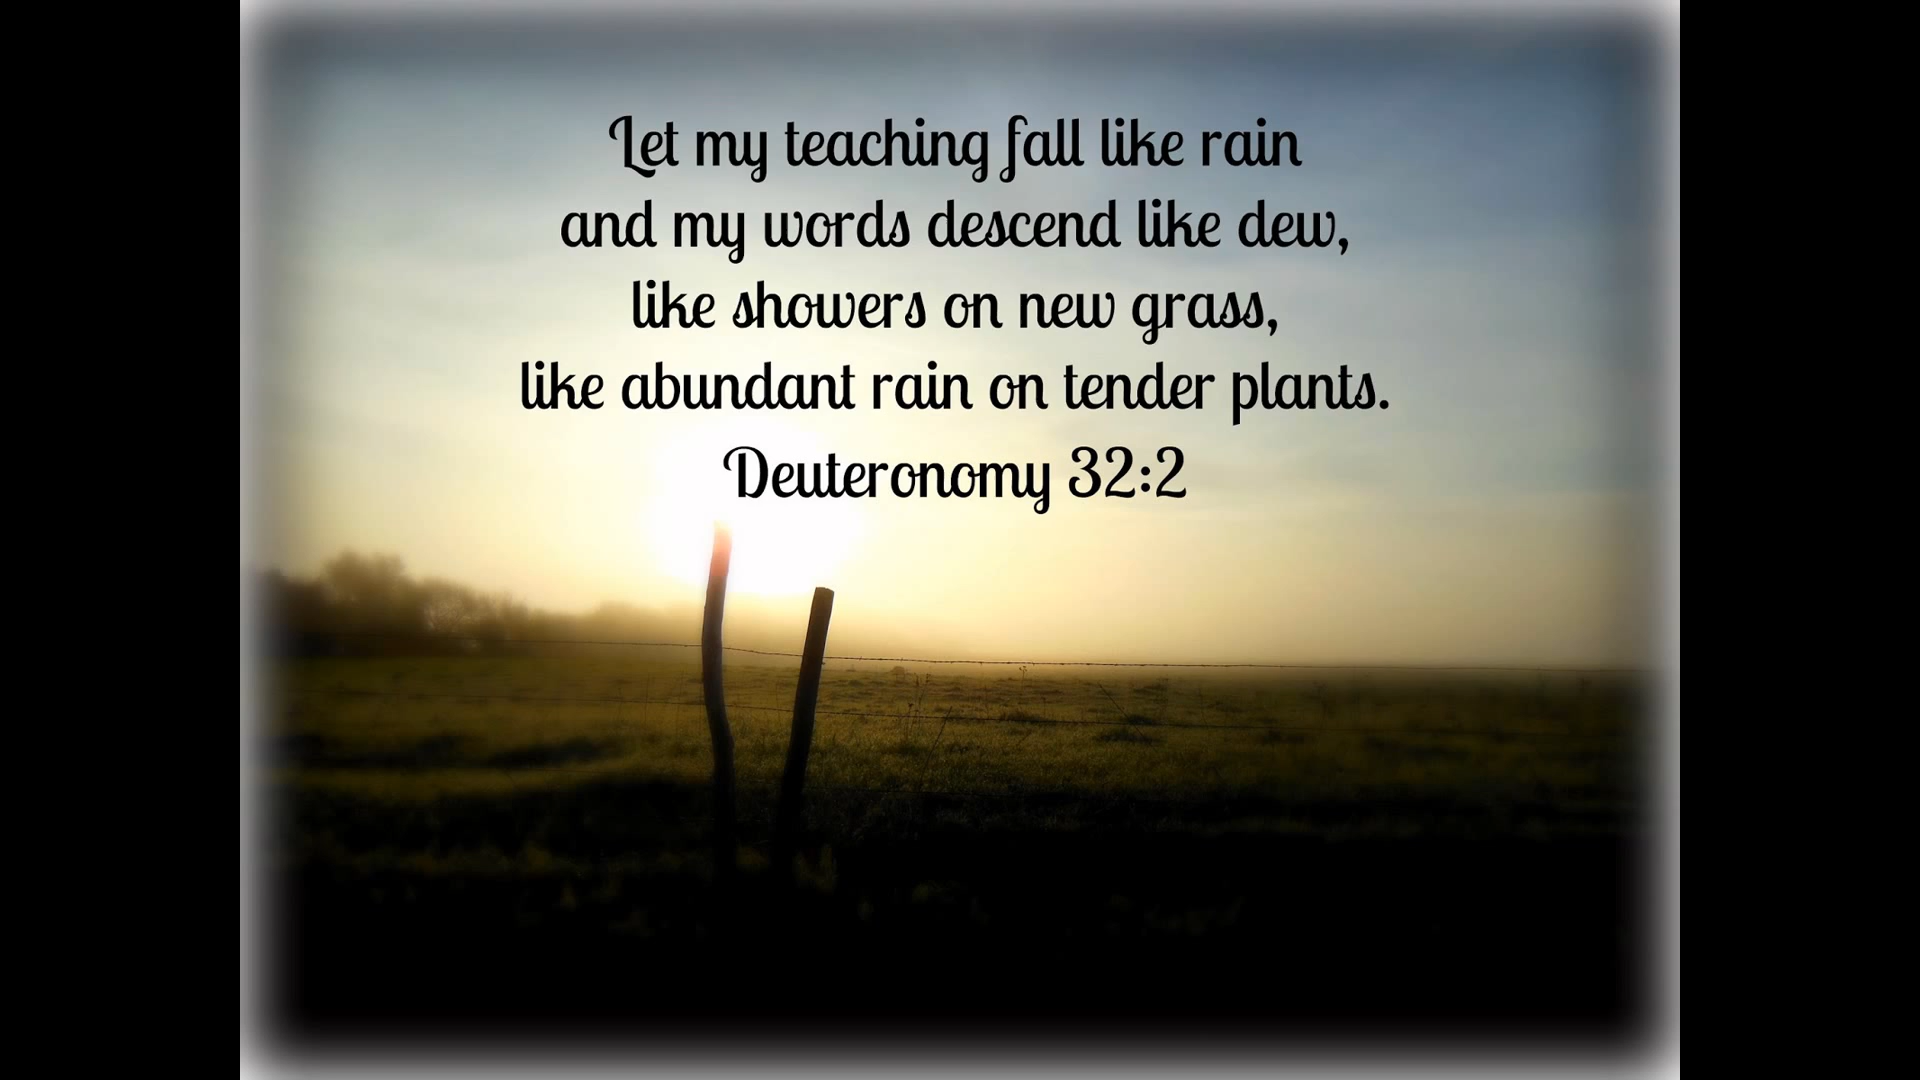 Let my teaching fall like rain
and my words descend like dew,
like showers on new grass,
like abundant rain on tender plants.
Deuteronomy 32:2